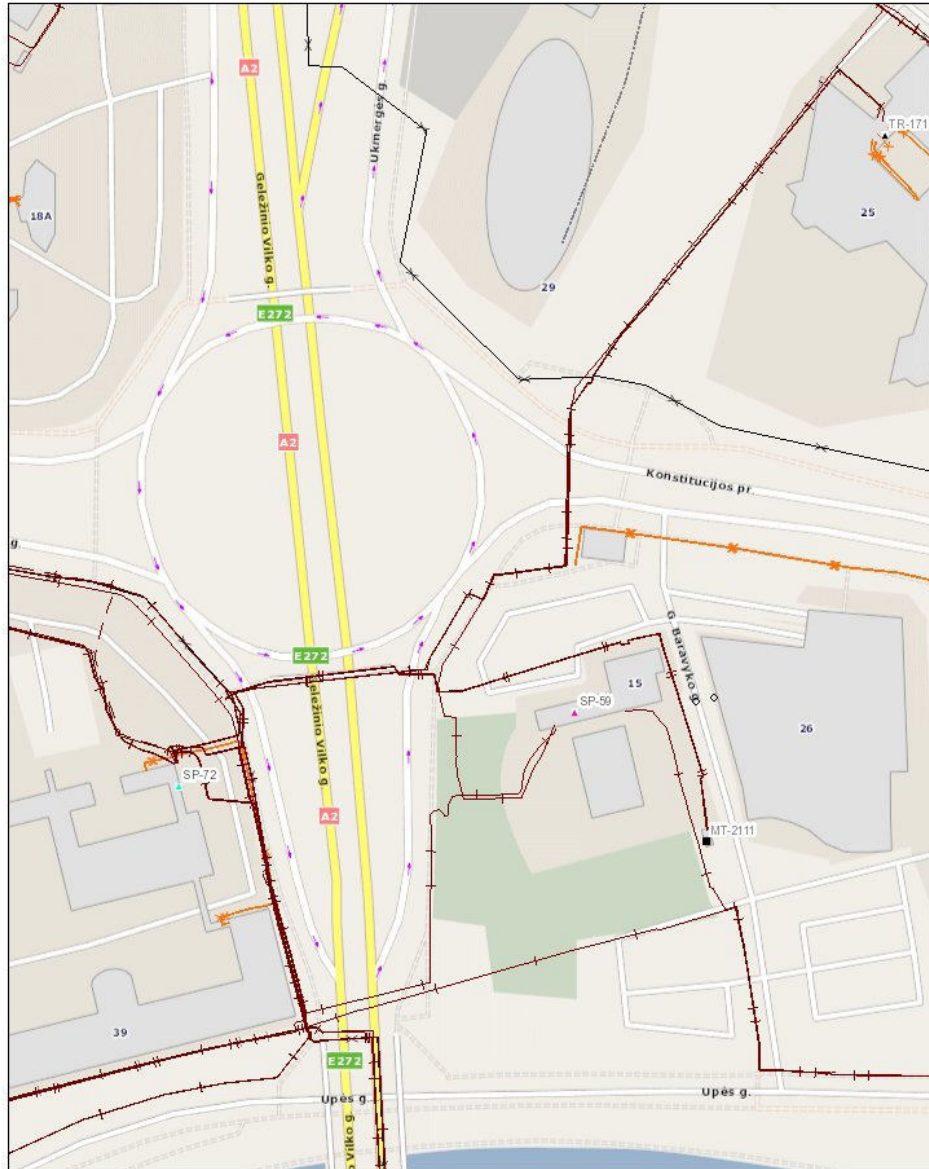 A2
Ukmergės g.
TR-171
Geležinio Vilko g.
18A
25
29
E272
A2
Konstitucijos pr.
g.
E272
G. Baravyko g.
15
Geležinio Vilko g.
SP-59
26
SP-72
A2
MT-2111
39
E272
Upės g.
Upės g.
o Vilko g.